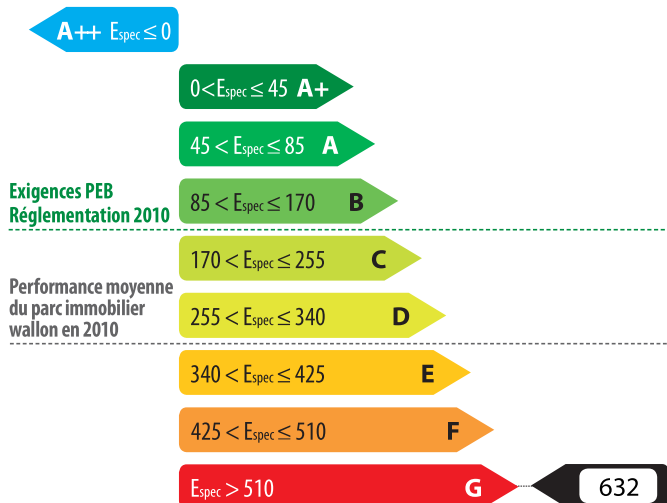 A++ Espec ≤ 0
0<Espec ≤ 45 A+
45 < Espec ≤ 85 A
Exigences PEB
Réglementation 2010
85 < Espec ≤ 170 B
170 < Espec ≤ 255 C
Performance moyenne
du parc immobilier
wallon en 2010
255 < Espec ≤ 340 D
340 < Espec ≤ 425 E
425 < Espec ≤ 510 F
Espec > 510 G 632